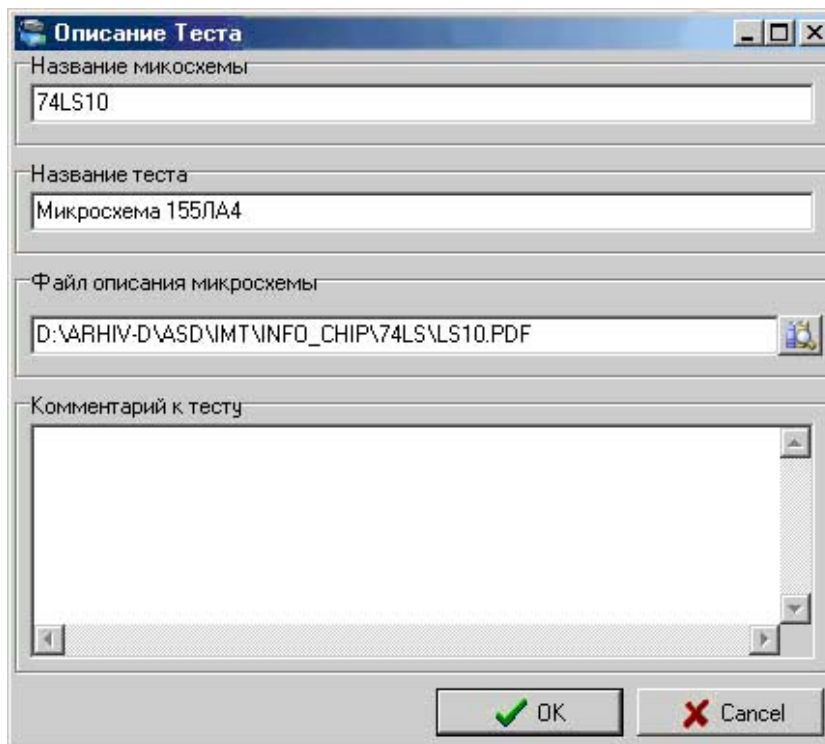 Описание Теста
Название микосхемы
74LS10
Название теста
Микросхема 155ЛА4
Файл описания микросхемы
D:\ARHIV-D\ASD\IMT\INFO_CHIP\74LS\LS10.PDF
Комментарий к тесту
OK Cancel